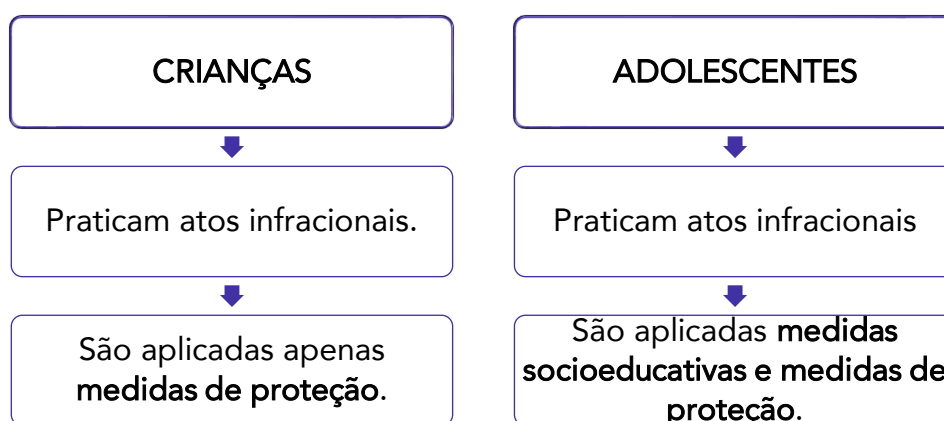 CRIANÇAS
Praticam atos infracionais.
São aplicadas apenas
medidas de proteção.
ADOLESCENTES
Praticam atos infracionais
São aplicadas medidas
socioeducativas e medidas de
proteção.